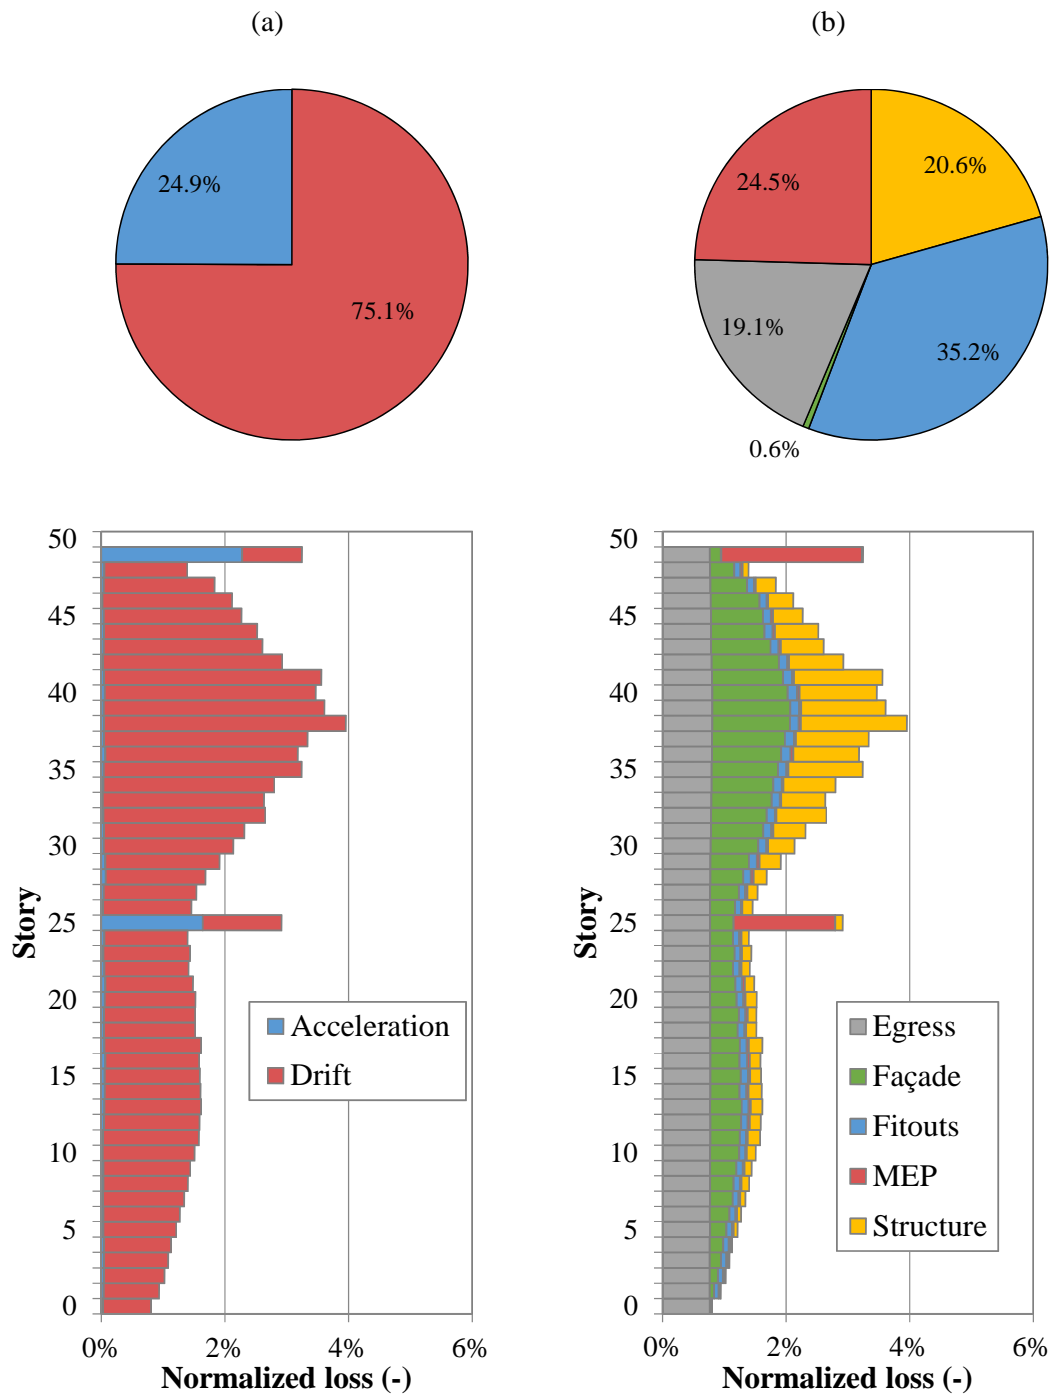 (a)
(b)
24.9%
75.1%
24.5%
20.6%
19.1%
35.2%
0.6%
50
45
40
35
30
25
20
15
10
5
0
Story
Acceleration
Drift
0%
2%
4%
6%
Normalized loss (-)
50
45
40
35
30
25
20
15
10
5
0
Story
Egress
Façade
Fitouts
MEP
Structure
0%
2%
4%
6%
Normalized loss (-)